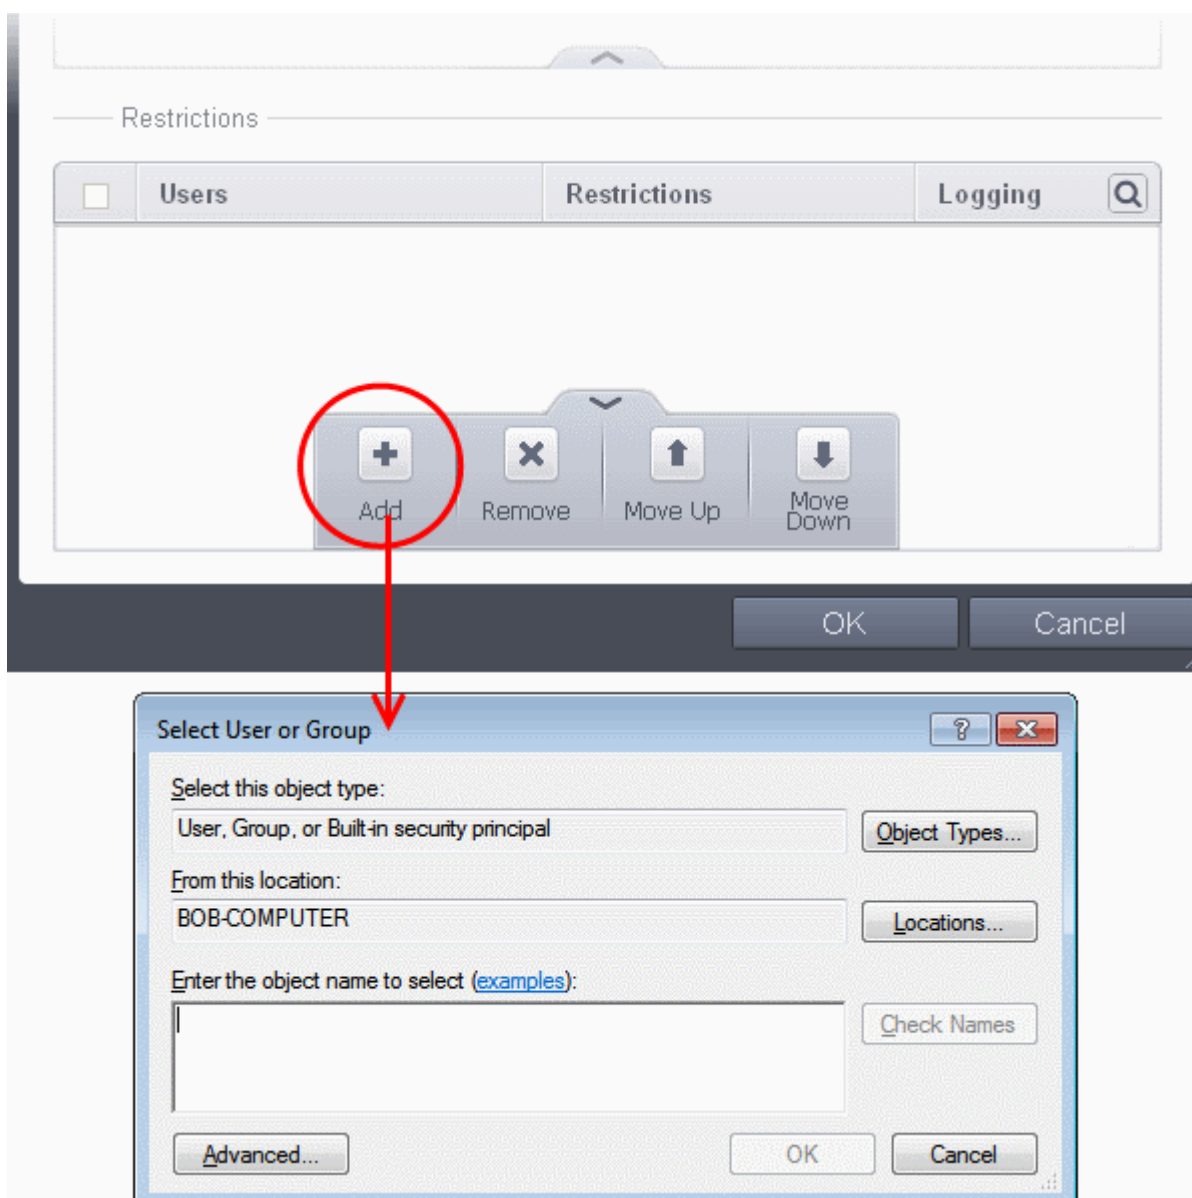 Restrictions
Users Restrictions Logging
Add Remove Move Up Move
Down
OK Cancel
Select User or Group
Select this object type:
User, Group, or Built-in security principal Object Types...
From this location:
BOB-COMPUTER Locations...
Enter the object name to select (examples):
Check Names
Advanced... OK Cancel